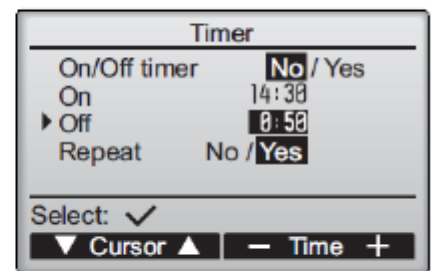 Timer
On/Off timer No / Yes
On 14:30
Off 0:50
Repeat No / Yes
Select: ✓
▼ Cursor ▲ − Time +